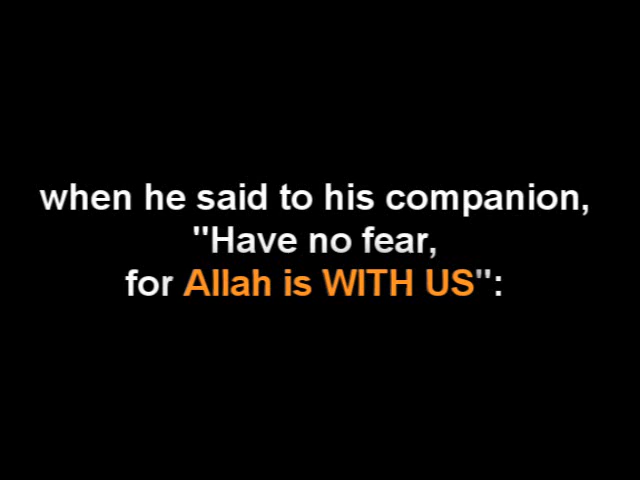 when he said to his companion,
"Have no fear,
for Allah is WITH US":